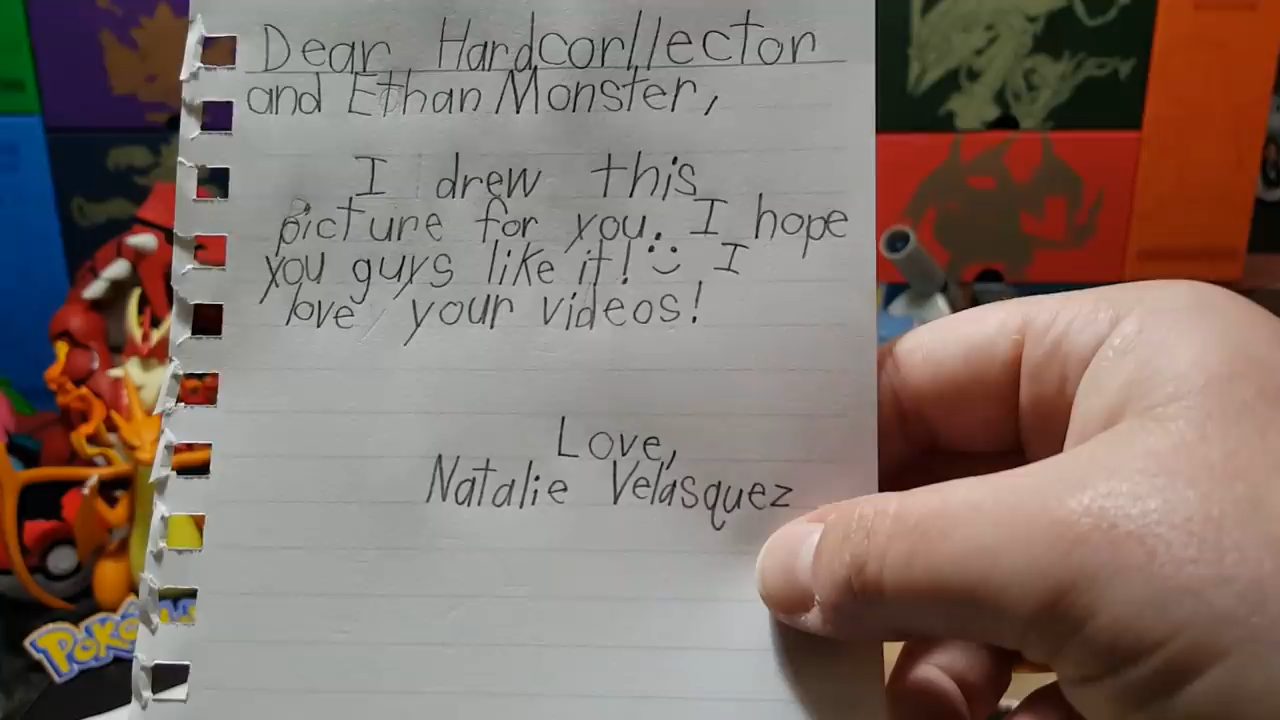 Dear Hardcorllector
and Ethan Monster,
I drew this
picture for you. I hope
you guys like it! :) I
love your videos!
Love,
Natalie Velasquez
POKÉ